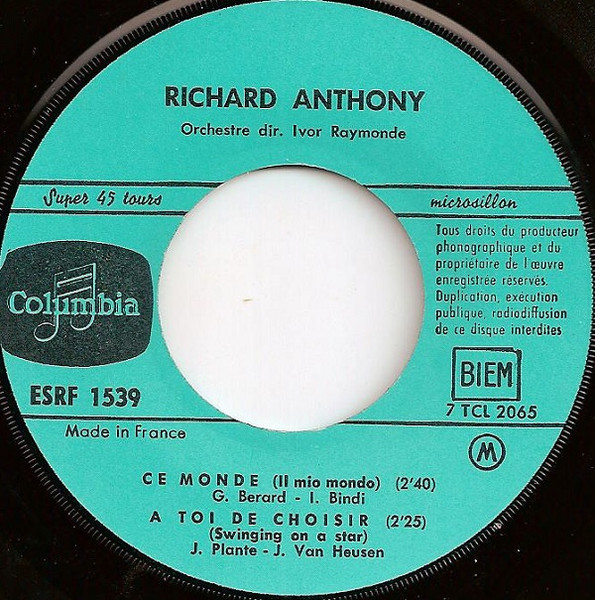 RICHARD ANTHONY
Orchestre dir. Ivor Raymonde
Super 45 tours
microsillon
Tous droits du producteur
phonographique et du
propriétaire de l'œuvre
enregistrée réservés.
Duplication, exécution
publique, radiodiffusion
de ce disque interdites
Columbia
BIEM
ESRF 1539
7 TCL 2065
Made in France
M
CE MONDE (Il mio mondo) (2'40)
G. Berard - I. Bindi
A TOI DE CHOISIR (2'25)
(Swinging on a star)
J. Plante - J. Van Heusen